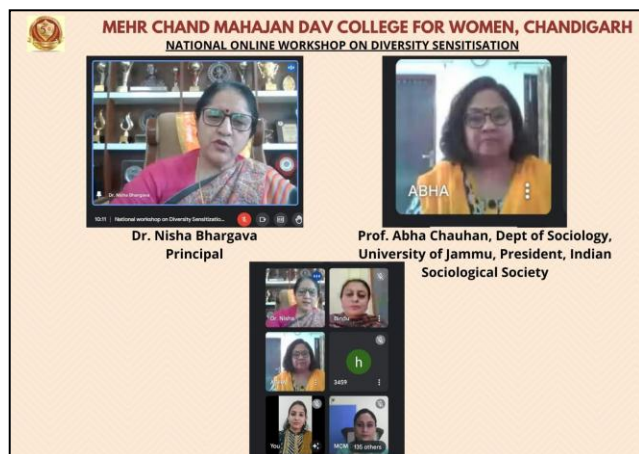 MEHR CHAND MAHAJAN DAV COLLEGE FOR WOMEN, CHANDIGARH
NATIONAL ONLINE WORKSHOP ON DIVERSITY SENSITISATION
Dr. Nisha Bhargava
10:11 | National workshop on Diversity Sensitizatio...
ABHA
Dr. Nisha Bhargava
Principal
Prof. Abha Chauhan, Dept of Sociology,
University of Jammu, President, Indian
Sociological Society
Dr. Nisha
Bindu
h
3459
You
MCM
135 others